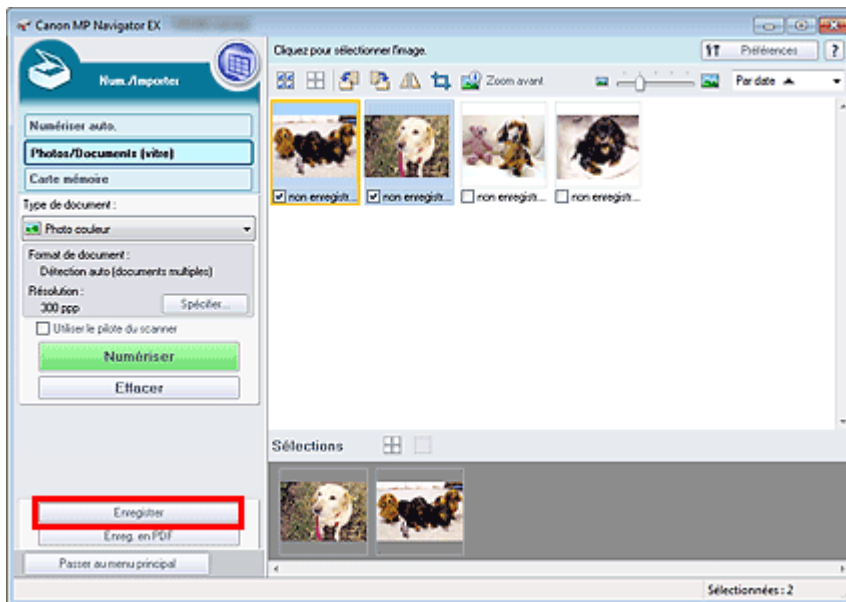 Canon MP Navigator EX
Cliquez pour sélectionner l'image.
Préférences
?
Num./Importer
Zoom avant
Par date
Numériser auto.
Photos/Documents (vitre)
Carte mémoire
Type de document :
Photo couleur
Format de document :
Détection auto (documents multiples)
Résolution :
300 ppp
Spécifier...
Utiliser le pilote du scanner
Numériser
Effacer
non enregistr...
non enregistr...
non enregistr...
non enregistr...
Sélections
Enregistrer
Enreg. en PDF
Passer au menu principal
Sélectionnées : 2